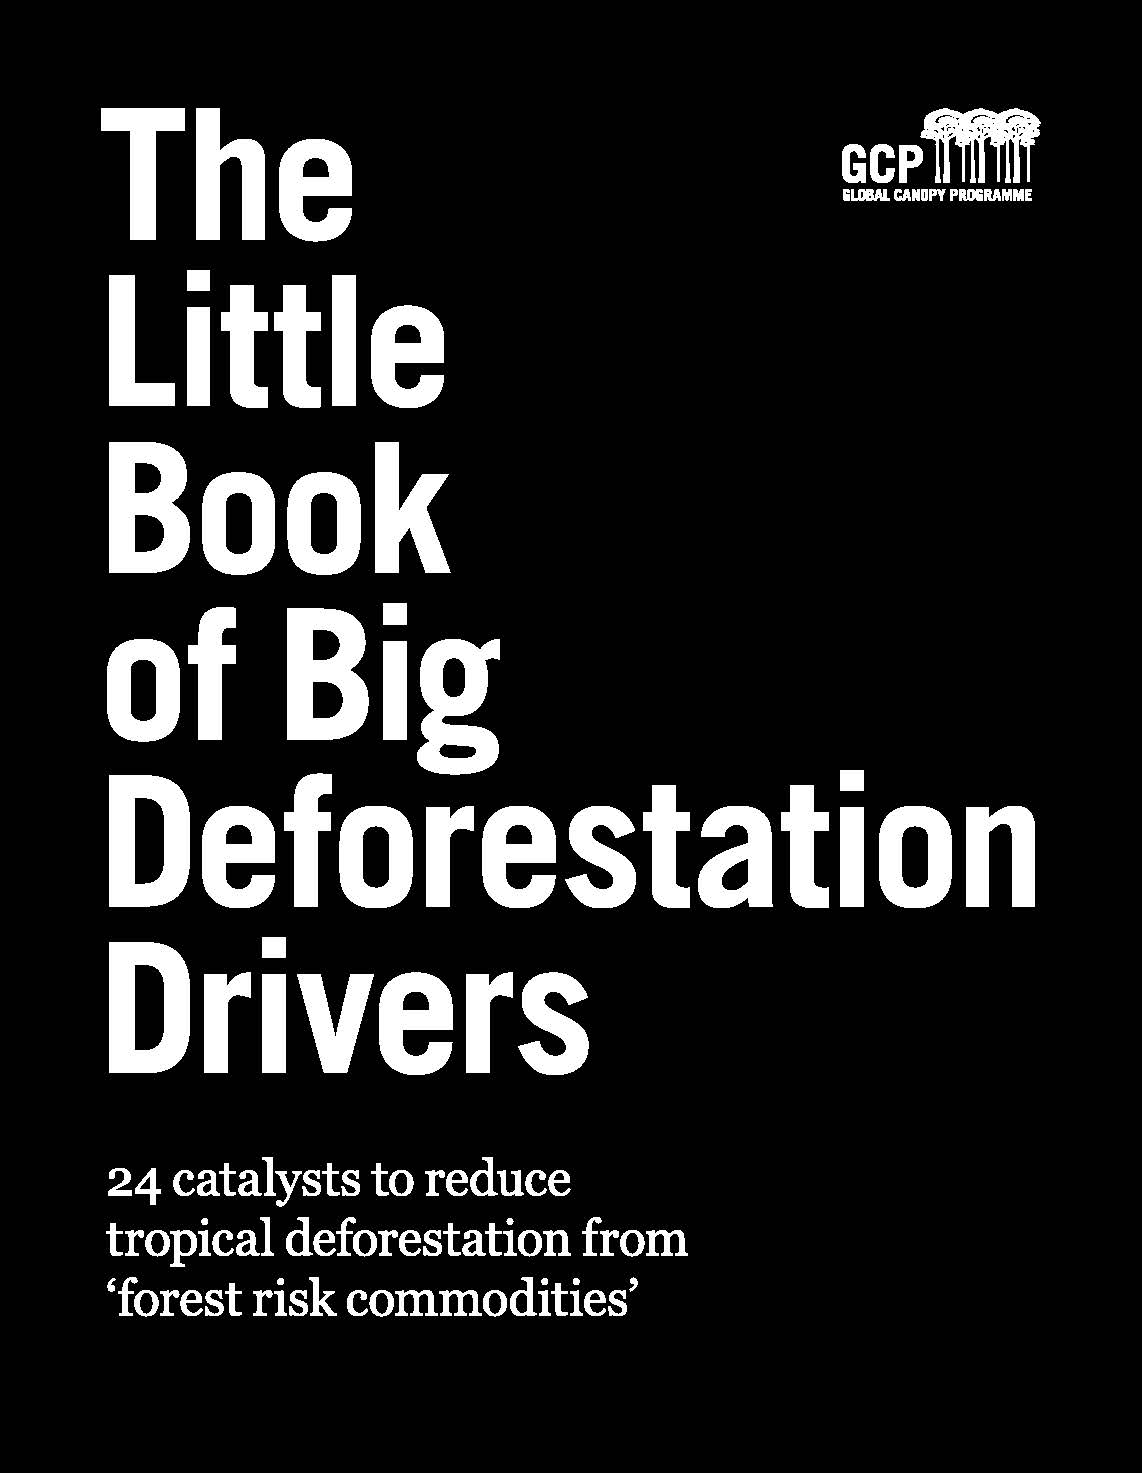 The
Little
Book
of Big
Deforestation
Drivers
GCP
GLOBAL CANOPY PROGRAMME
24 catalysts to reduce
tropical deforestation from
‘forest risk commodities’